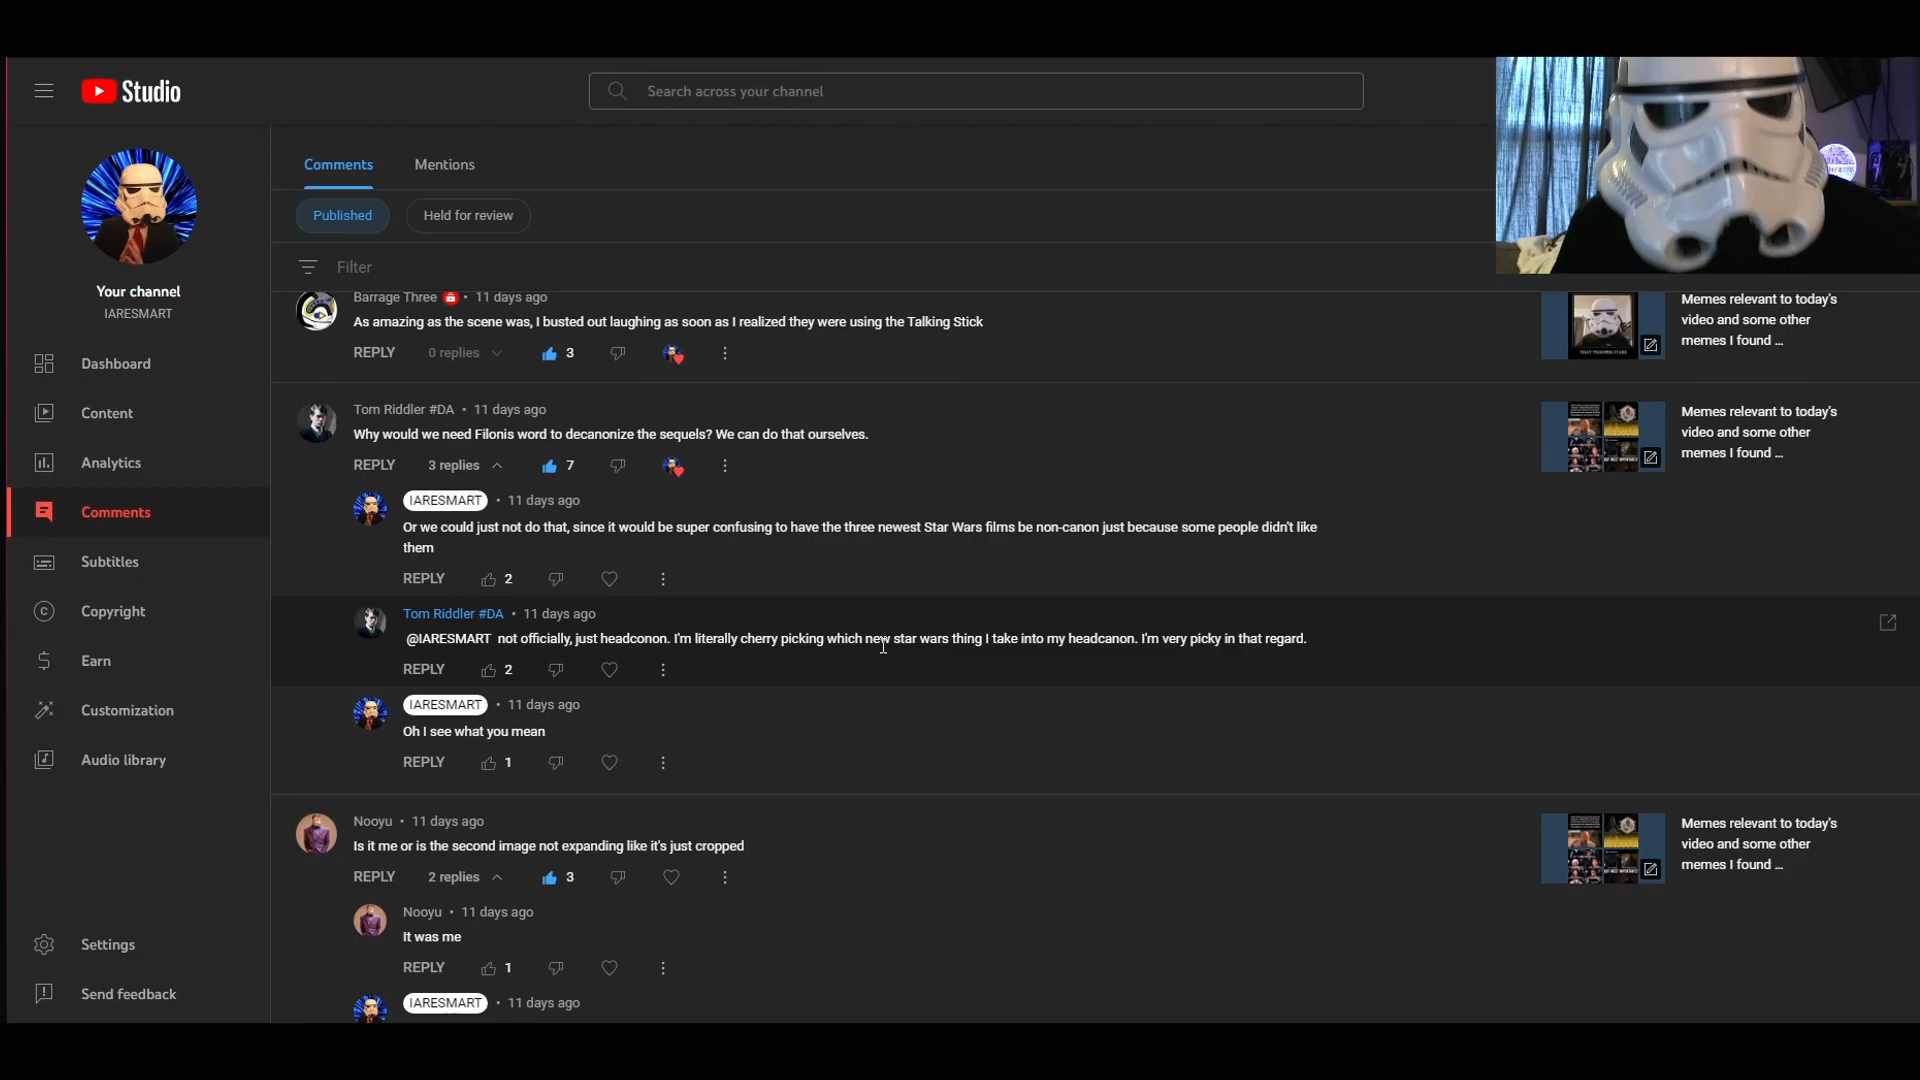 Studio
Search across your channel
Your channel
IARESMART
Dashboard
Content
Analytics
Comments
Subtitles
Copyright
Earn
Customization
Audio library
Settings
Send feedback
Comments
Mentions
Published
Held for review
Filter
Barrage Three • 11 days ago
As amazing as the scene was, I busted out laughing as soon as I realized they were using the Talking Stick
REPLY 0 replies 3
Memes relevant to today's
video and some other
memes I found ...
Tom Riddler #DA • 11 days ago
Why would we need Filonis word to decanonize the sequels? We can do that ourselves.
REPLY 3 replies 7
Memes relevant to today's
video and some other
memes I found ...
IARESMART • 11 days ago
Or we could just not do that, since it would be super confusing to have the three newest Star Wars films be non-canon just because some people didn't like
them
REPLY 2
Tom Riddler #DA • 11 days ago
@IARESMART not officially, just headconon. I'm literally cherry picking which new star wars thing I take into my headcanon. I'm very picky in that regard.
REPLY 2
IARESMART • 11 days ago
Oh I see what you mean
REPLY 1
Nooyu • 11 days ago
Is it me or is the second image not expanding like it's just cropped
REPLY 2 replies 3
Memes relevant to today's
video and some other
memes I found ...
Nooyu • 11 days ago
It was me
REPLY 1
IARESMART • 11 days ago